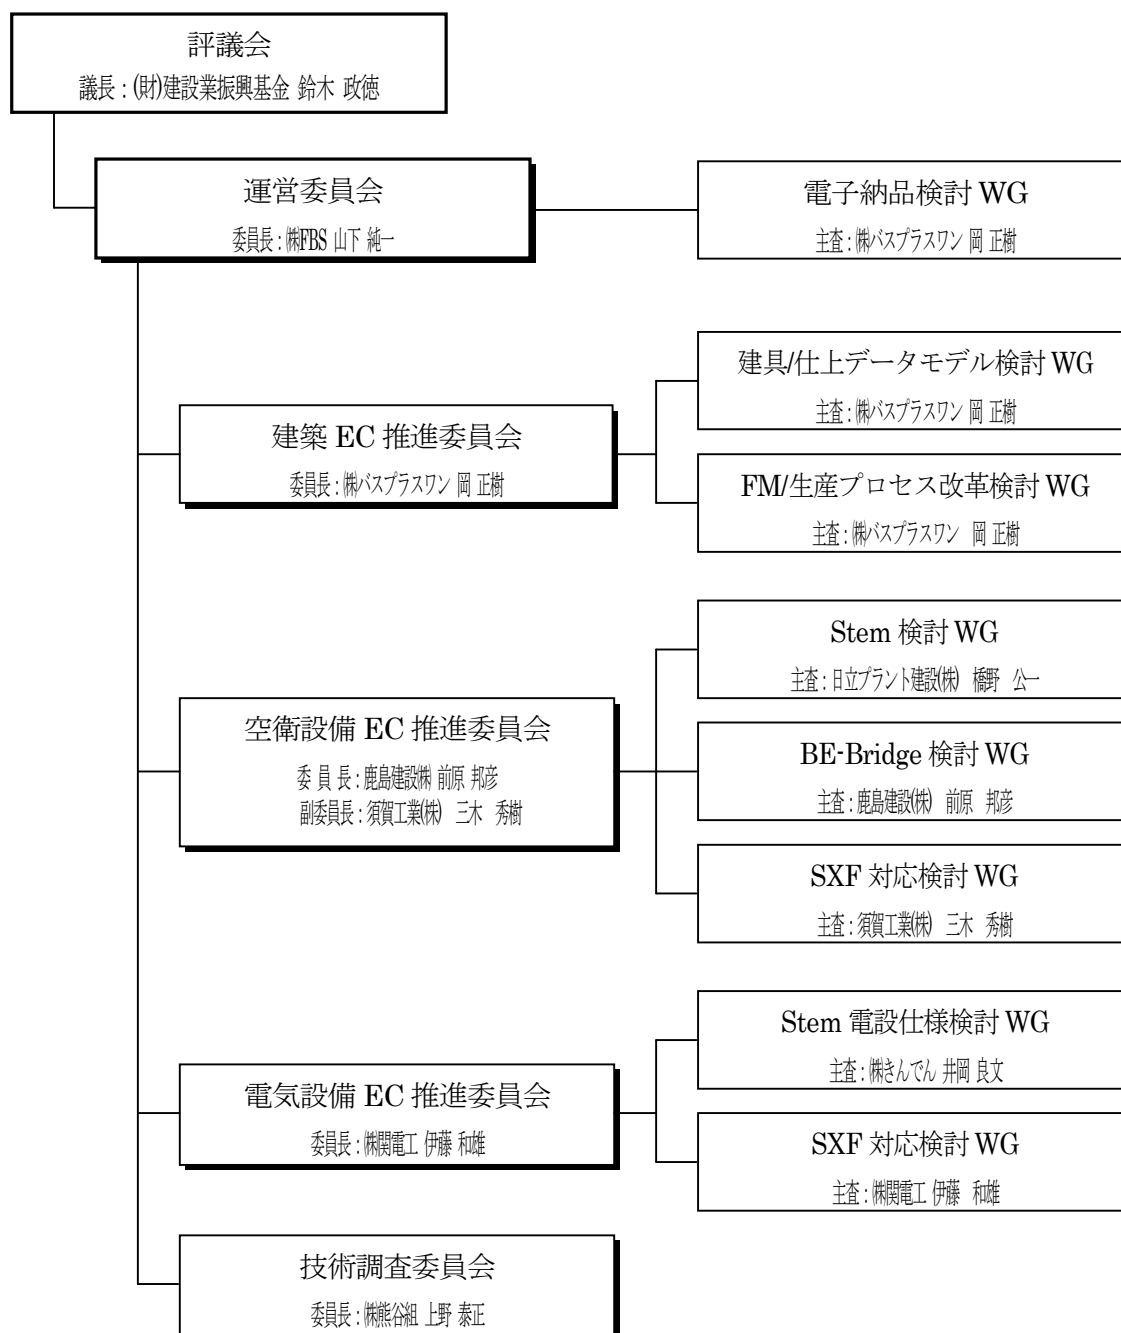 評議会
議長：(財)建設業振興基金 鈴木 政徳
運営委員会
委員長：㈱FBS 山下 純一
電子納品検討 WG
主査：㈱バスプラスワン 岡 正樹
建具/仕上データモデル検討 WG
主査：㈱バスプラスワン 岡 正樹
建築 EC 推進委員会
委員長：㈱バスプラスワン 岡 正樹
FM/生産プロセス改革検討 WG
主査：㈱バスプラスワン　岡 正樹
Stem 検討 WG
主査：日立プラント建設(株)　橋野　公一
空衛設備 EC 推進委員会
委 員 長：鹿島建設㈱ 前原 邦彦
副委員長：須賀工業(株)　三木　秀樹
BE-Bridge 検討 WG
主査：鹿島建設(株)　前原　邦彦
SXF 対応検討 WG
主査：須賀工業(株)　三木　秀樹
Stem 電設仕様検討 WG
主査：㈱きんでん 井岡 良文
電気設備 EC 推進委員会
委員長：㈱関電工 伊藤 和雄
SXF 対応検討 WG
主査：㈱関電工 伊藤　和雄
技術調査委員会
委員長：㈱熊谷組 上野 泰正